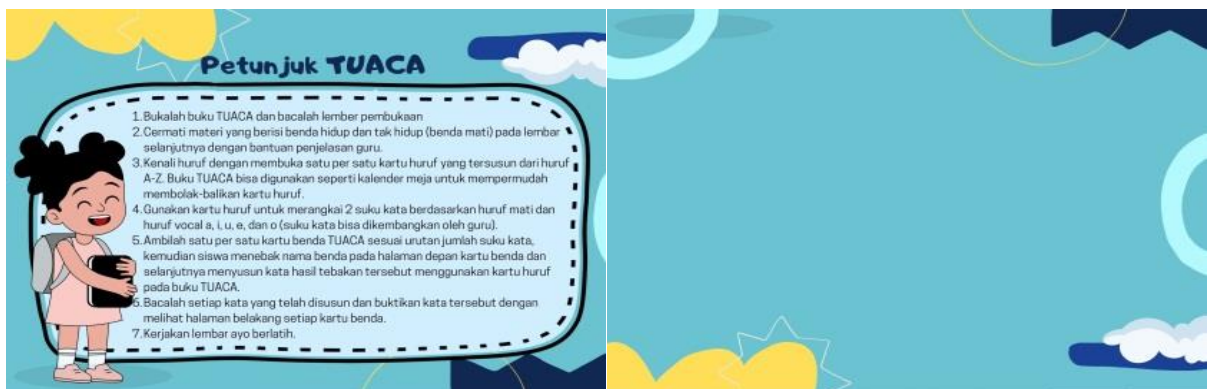 Petunjuk TUACA
1. Bukalah buku TUACA dan bacalah lember pembukaan
2. Cermati materi yang berisi benda hidup dan tak hidup (benda mati) pada lembar
selanjutnya dengan bantuan penjelasan guru.
3. Kenali huruf dengan membuka satu per satu kartu huruf yang tersusun dari huruf
A-Z. Buku TUACA bisa digunakan seperti kalender meja untuk mempermudah
membolak-balikan kartu huruf.
4. Gunakan kartu huruf untuk merangkai 2 suku kata berdasarkan huruf mati dan
huruf vocal a, i, u, e, dan o (suku kata bisa dikembangkan oleh guru).
5. Ambilah satu per satu kartu benda TUACA sesuai urutan jumlah suku kata,
kemudian siswa menebak nama benda pada halaman depan kartu benda dan
selanjutnya menyusun kata hasil tebakan tersebut menggunakan kartu huruf
pada buku TUACA.
6. Bacalah setiap kata yang telah disusun dan buktikan kata tersebut dengan
melihat halaman belakang setiap kartu benda.
7. Kerjakan lembar ayo berlatih.